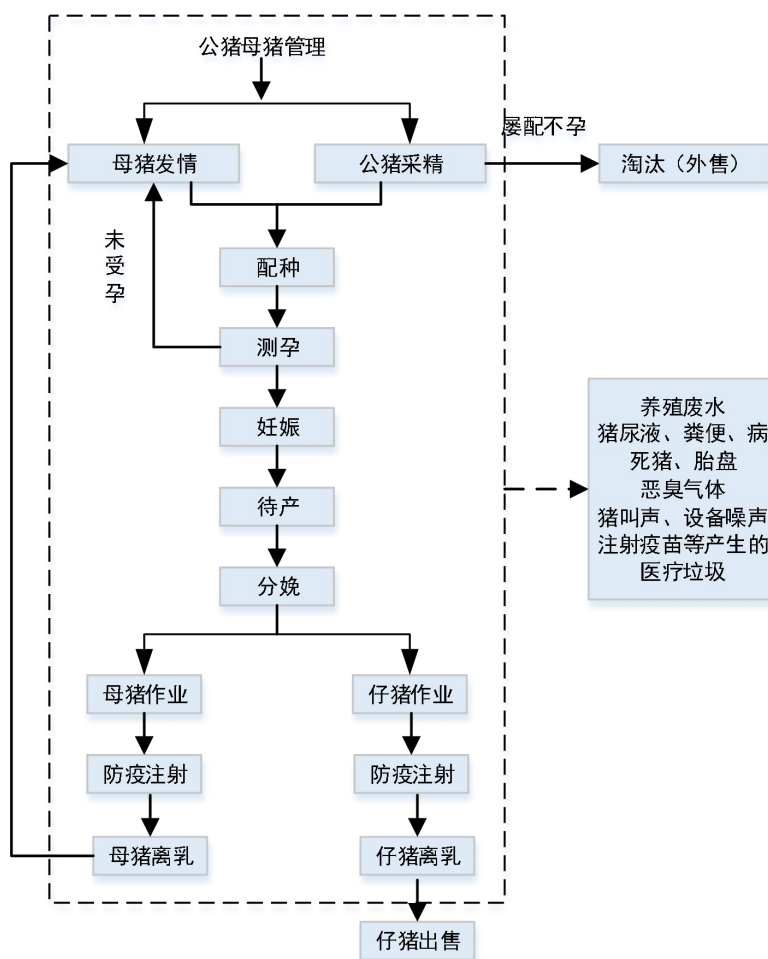 公猪母猪管理
屡配不孕
母猪发情
公猪采精
淘汰（外售）
未
受
孕
配种
测孕
妊娠
待产
分娩
养殖废水
猪尿液、粪便、病
死猪、胎盘
恶臭气体
猪叫声、设备噪声
注射疫苗等产生的
医疗垃圾
母猪作业
仔猪作业
防疫注射
防疫注射
母猪离乳
仔猪离乳
仔猪出售